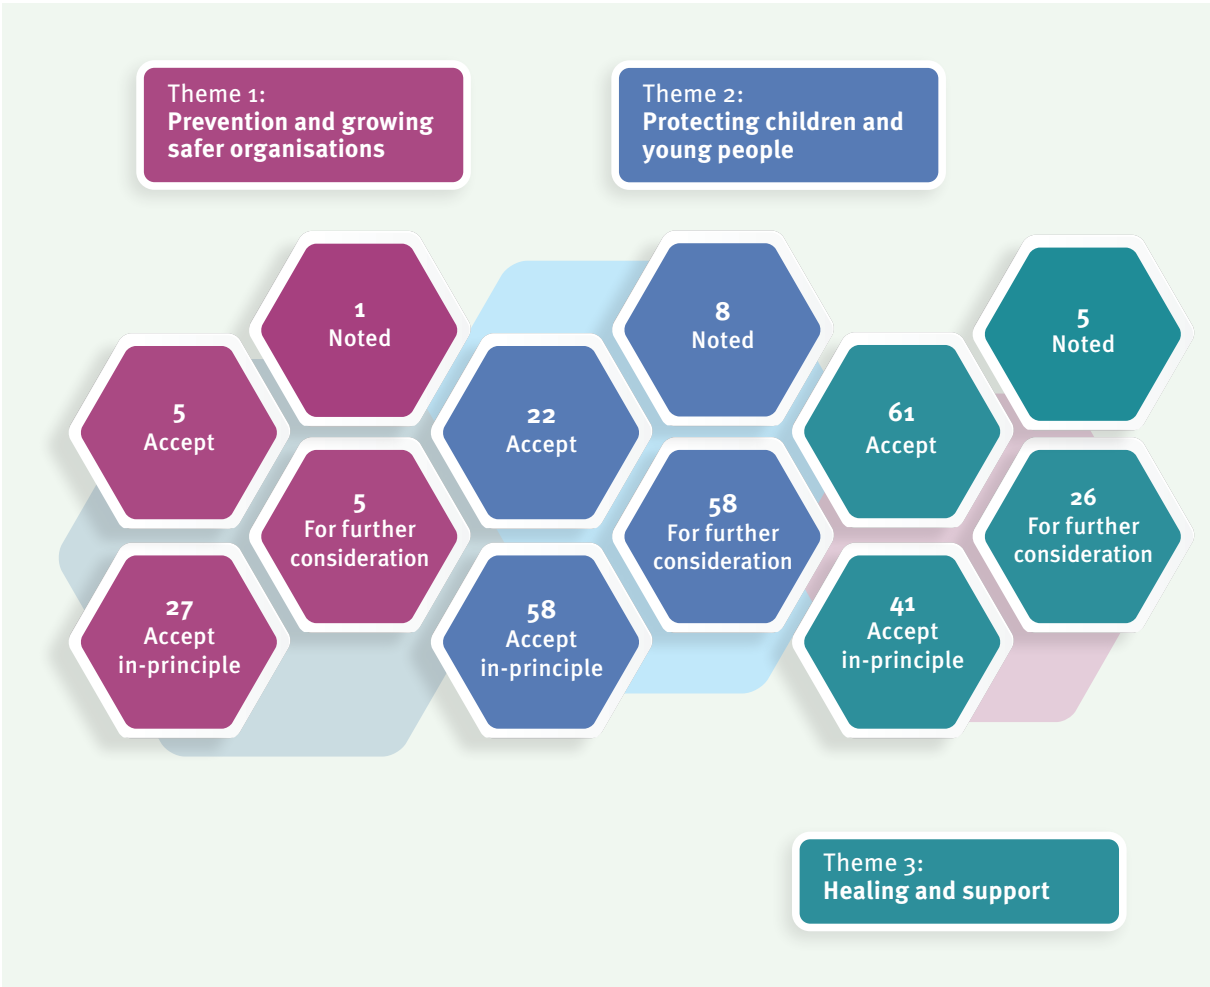 Theme 1:
Prevention and growing
safer organisations
Theme 2:
Protecting children and
young people
1
Noted
5
Accept
5
For further
consideration
27
Accept
in-principle
8
Noted
22
Accept
58
For further
consideration
58
Accept
in-principle
5
Noted
61
Accept
26
For further
consideration
41
Accept
in-principle
Theme 3:
Healing and support